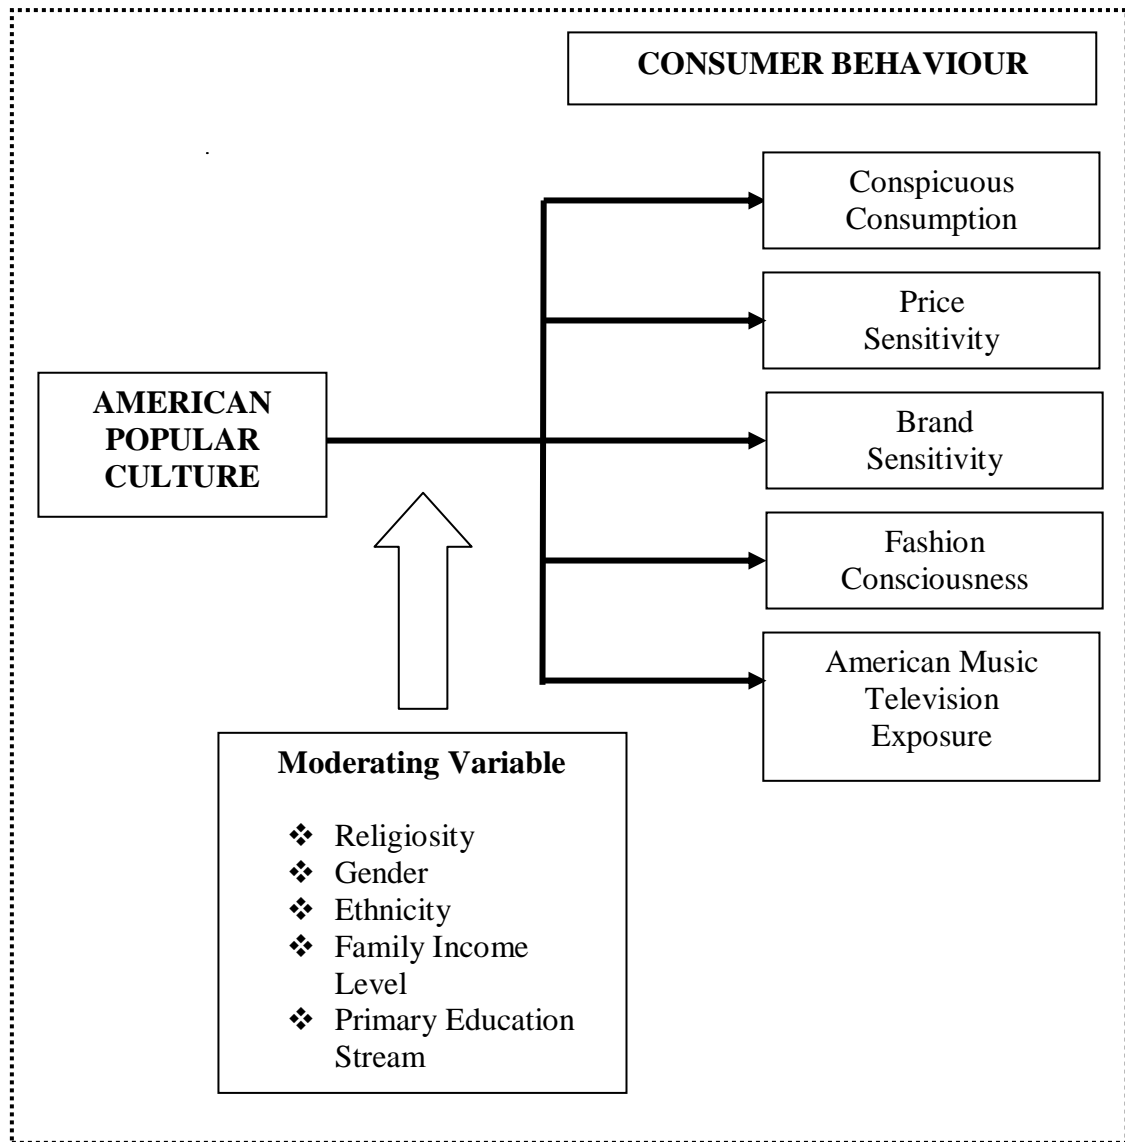 CONSUMER BEHAVIOUR
Conspicuous
Consumption
Price
Sensitivity
AMERICAN
POPULAR
CULTURE
Brand
Sensitivity
Fashion
Consciousness
American Music
Television
Exposure
Moderating Variable
❖ Religiosity
❖ Gender
❖ Ethnicity
❖ Family Income
Level
❖ Primary Education
Stream